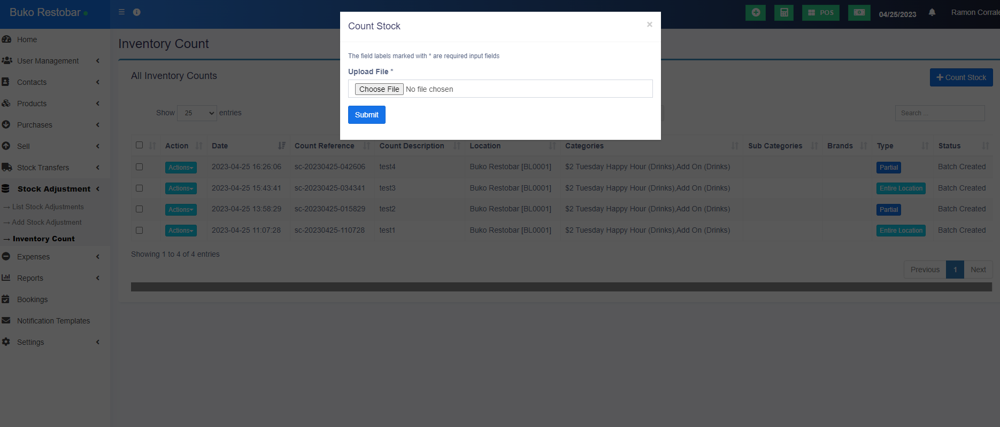 Buko Restobar
POS
04/25/2023
Ramon Corrale
Home
User Management
Contacts
Products
Purchases
Sell
Stock Transfers
Stock Adjustment
→ List Stock Adjustments
→ Add Stock Adjustment
→ Inventory Count
Expenses
Reports
Bookings
Notification Templates
Settings
Inventory Count
All Inventory Counts
Count Stock
Show 25 entries
Search ...
Count Stock
×
The field labels marked with * are required input fields
Upload File *
Choose File No file chosen
Submit
Action Date Count Reference Count Description Location Categories Sub Categories Brands Type Status
Actions 2023-04-25 16:26:06 sc-20230425-042606 test4 Buko Restobar [BL0001] $2 Tuesday Happy Hour (Drinks),Add On (Drinks) Partial Batch Created
Actions 2023-04-25 15:43:41 sc-20230425-034341 test3 Buko Restobar [BL0001] $2 Tuesday Happy Hour (Drinks),Add On (Drinks) Entire Location Batch Created
Actions 2023-04-25 13:58:29 sc-20230425-015829 test2 Buko Restobar [BL0001] $2 Tuesday Happy Hour (Drinks),Add On (Drinks) Partial Batch Created
Actions 2023-04-25 11:07:28 sc-20230425-110728 test1 Buko Restobar [BL0001] $2 Tuesday Happy Hour (Drinks),Add On (Drinks) Entire Location Batch Created
Showing 1 to 4 of 4 entries
Previous 1 Next